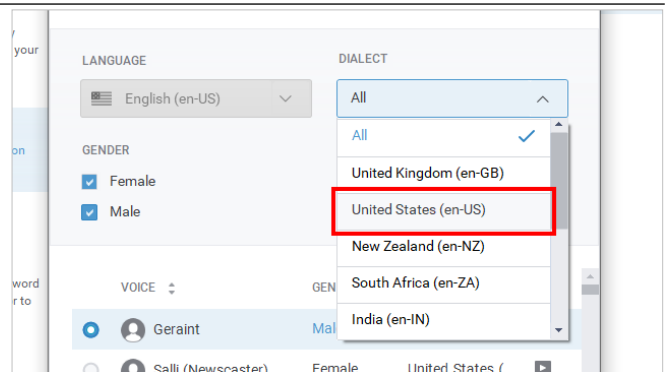 your
on
word
r to
LANGUAGE
English (en-US)
DIALECT
All
All
United Kingdom (en-GB)
United States (en-US)
New Zealand (en-NZ)
South Africa (en-ZA)
India (en-IN)
GENDER
Female
Male
VOICE
GEN
Geraint
Mal
Salli (Newscaster)
Female
United States (